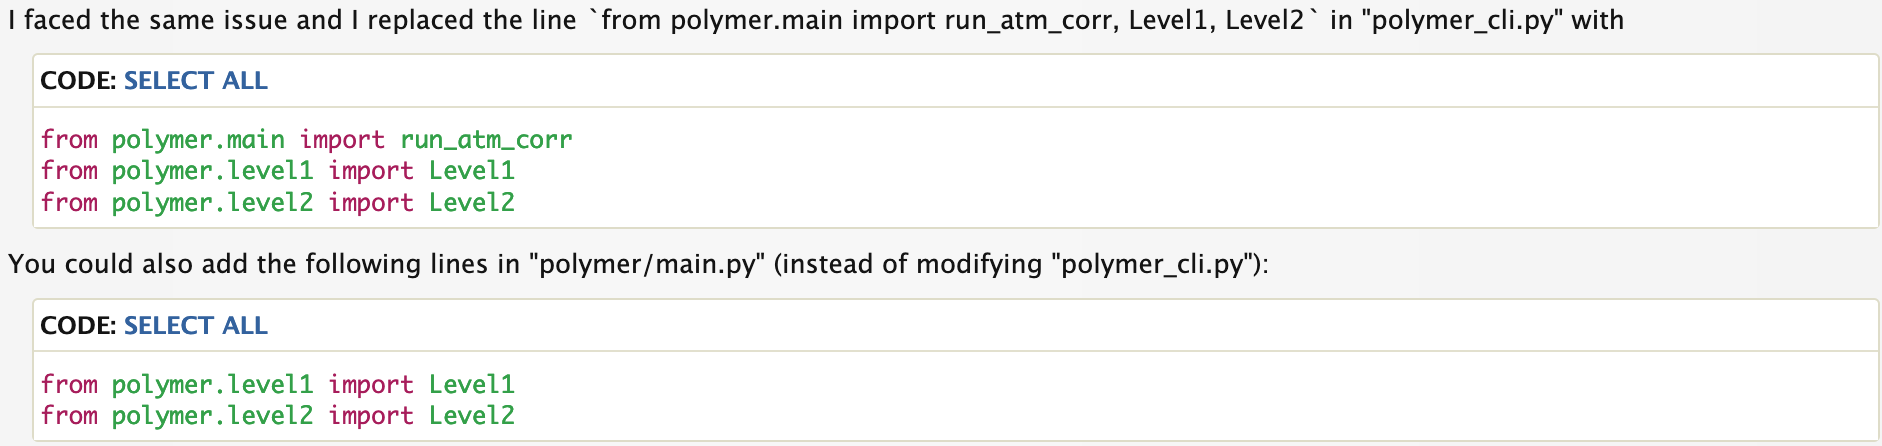 I faced the same issue and I replaced the line `from polymer.main import run_atm_corr, Level1, Level2` in "polymer_cli.py" with
CODE: SELECT ALL
from polymer.main import run_atm_corr
from polymer.level1 import Level1
from polymer.level2 import Level2
You could also add the following lines in "polymer/main.py" (instead of modifying "polymer_cli.py"):
CODE: SELECT ALL
from polymer.level1 import Level1
from polymer.level2 import Level2